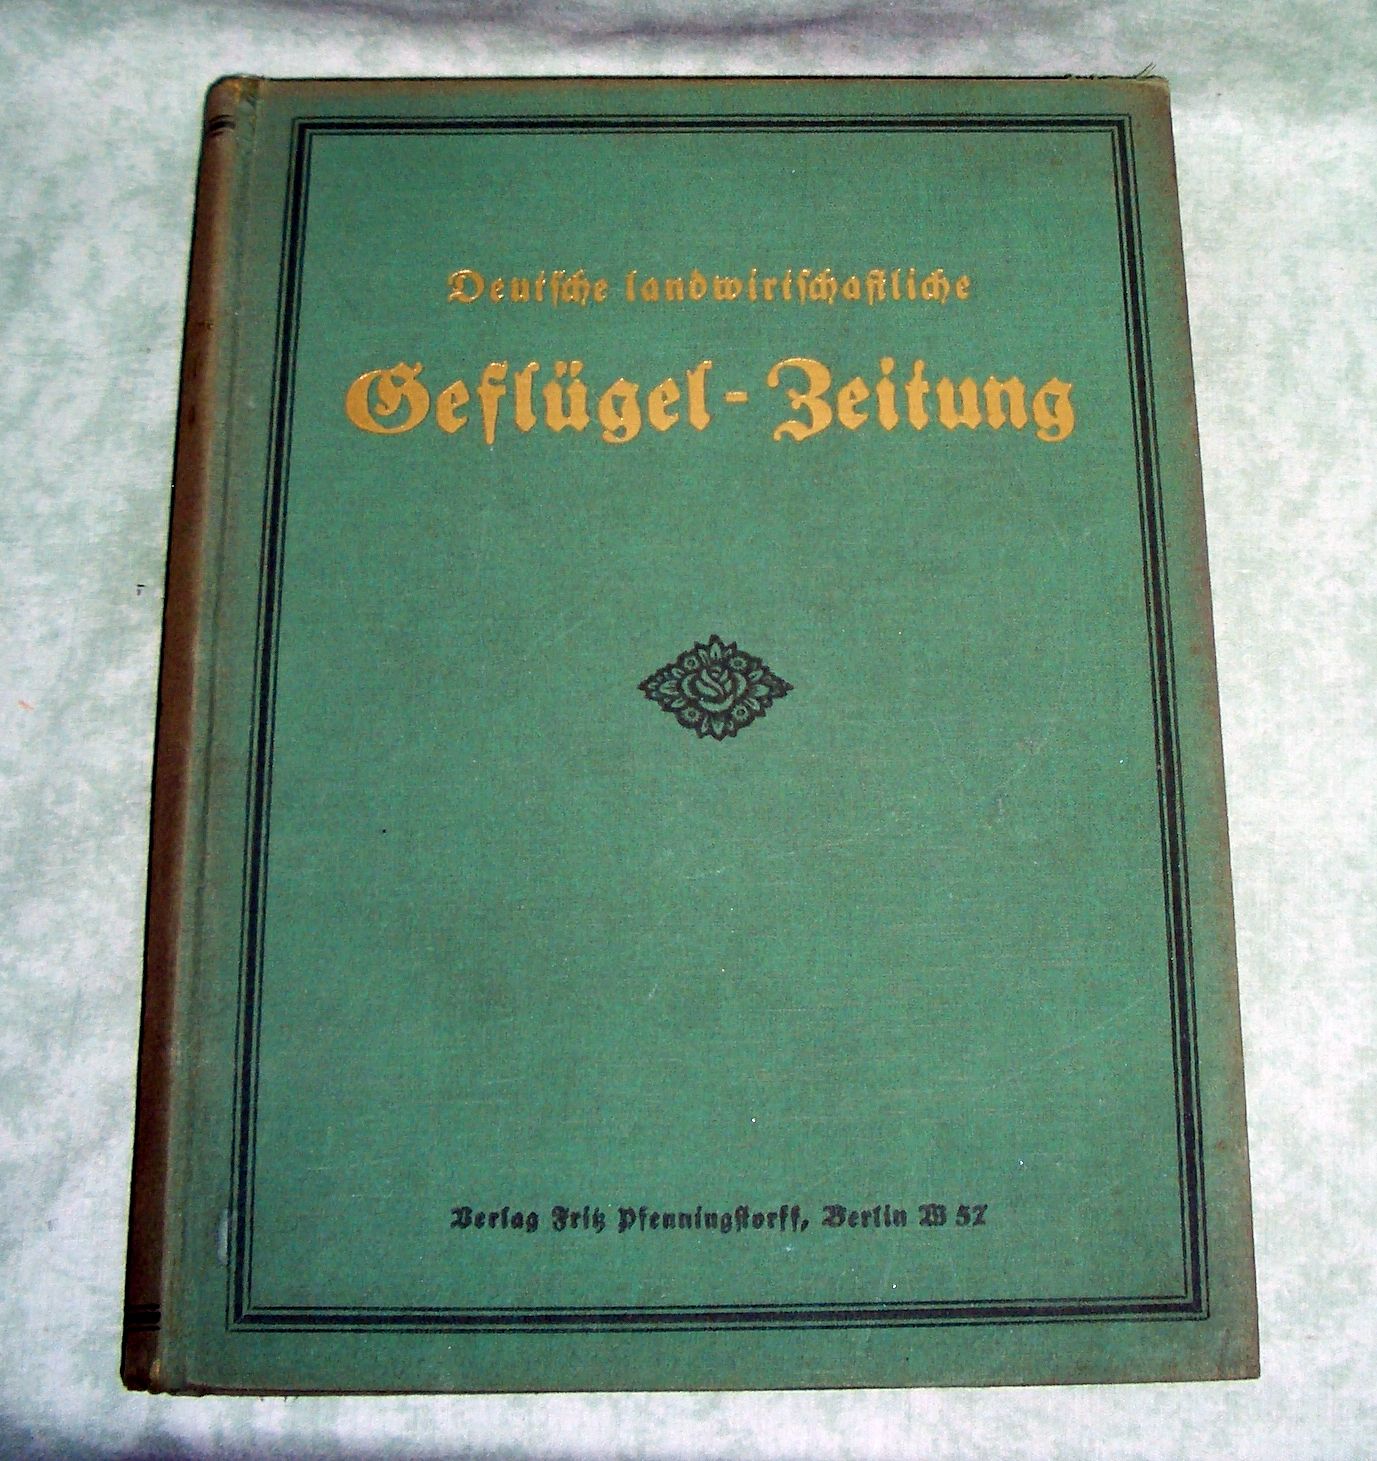 Deutsche landwirtschaftliche
Geflügel-Zeitung
Verlag Fritz Pfenningstorff, Berlin W 57